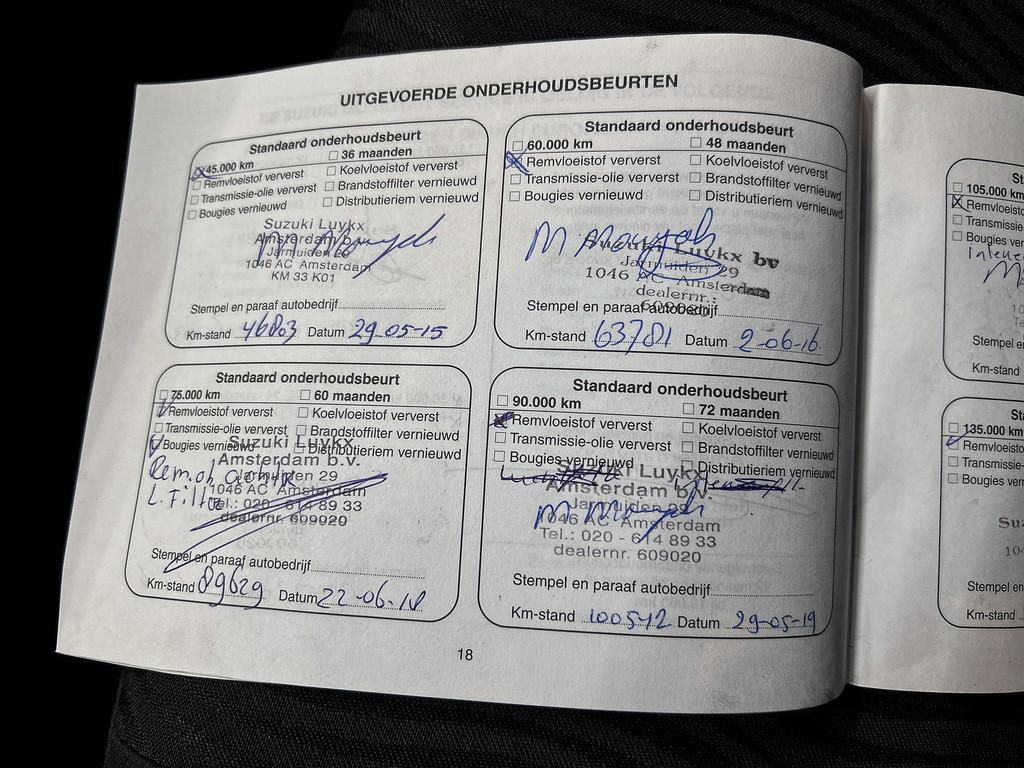 UITGEVOERDE ONDERHOUDSBEURTEN
Standaard onderhoudsbeurt
45.000 km 36 maanden
Remvloeistof ververst Koelvloeistof ververst
Transmissie-olie ververst Brandstoffilter vernieuwd
Bougies vernieuwd Distributieriem vernieuwd
Suzuki Luykx
Amsterdam b.v.
Jarmuiden 29
1046 AC Amsterdam
KM 33 K01
Stempel en paraaf autobedrijf
Km-stand 46803 Datum 29-05-15
Standaard onderhoudsbeurt
60.000 km 48 maanden
Remvloeistof ververst Koelvloeistof ververst
Transmissie-olie ververst Brandstoffilter vernieuwd
Bougies vernieuwd Distributieriem vernieuwd
Suzuki Luykx bv
Jarmuiden 29
1046 AC Amsterdam
dealernr.:
609020
Stempel en paraaf autobedrijf
Km-stand 63781 Datum 2-06-16
Standaard onderhoudsbeurt
75.000 km 60 maanden
Remvloeistof ververst Koelvloeistof ververst
Transmissie-olie ververst Brandstoffilter vernieuwd
Bougies vernieuwd Distributieriem vernieuwd
Suzuki Luykx
Amsterdam b.v.
Jarmuiden 29
L. Filter
1046 AC Amsterdam
Tel.: 020 - 614 89 33
dealernr. 609020
Stempel en paraaf autobedrijf
Km-stand 89629 Datum 22-06-18
Standaard onderhoudsbeurt
90.000 km 72 maanden
Remvloeistof ververst Koelvloeistof ververst
Transmissie-olie ververst Brandstoffilter vernieuwd
Bougies vernieuwd Distributieriem vernieuwd
Suzuki Luykx
Amsterdam b.v.
Jarmuiden 29
1046 AC Amsterdam
Tel.: 020 - 614 89 33
dealernr. 609020
Stempel en paraaf autobedrijf
Km-stand 100542 Datum 29-05-19
18
105.000 km
Remvloeisto
Transmissie
Bougies ver
Stempel e
Km-stand
135.000 km
Remvloeisto
Transmissie-
Bougies vern
Stempel en
Km-stand